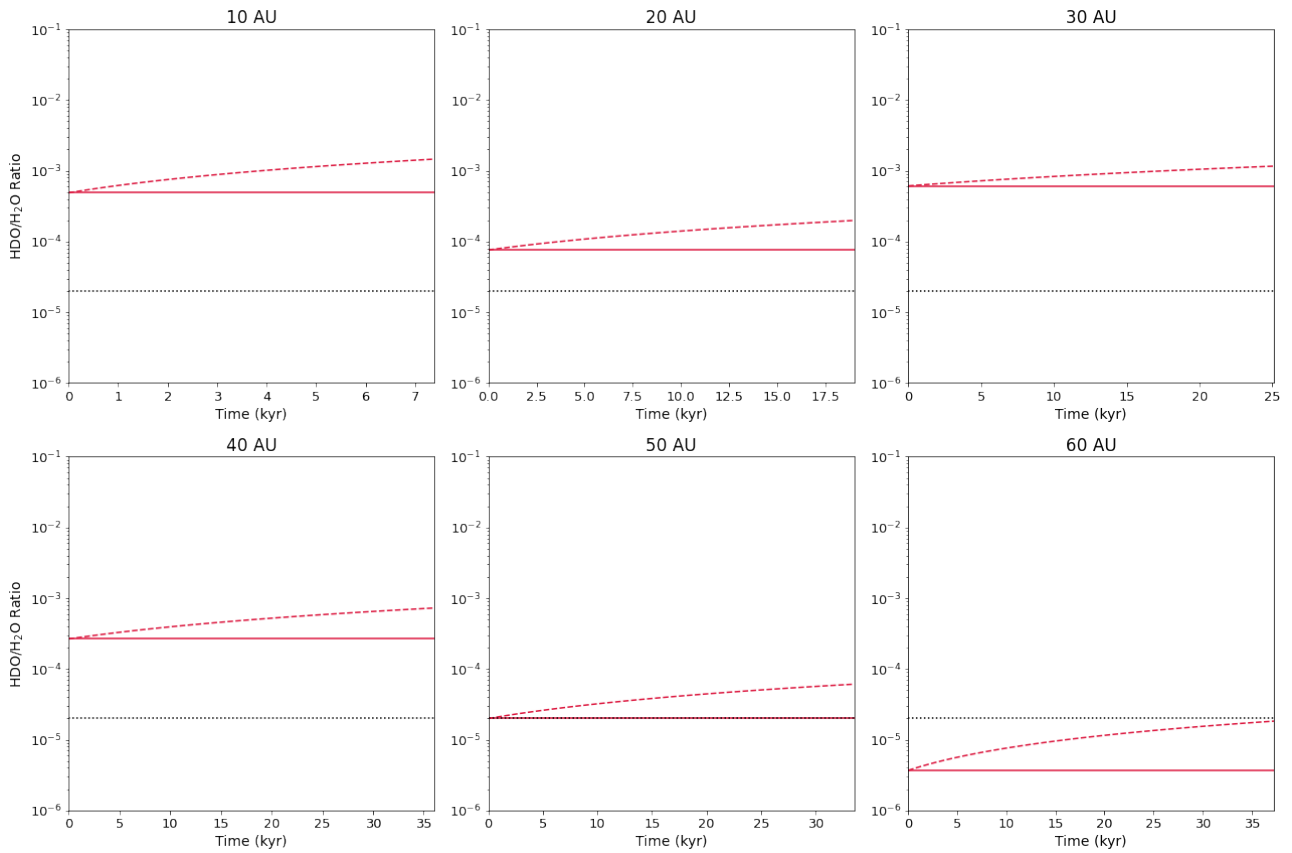 10 AU
20 AU
30 AU
10⁻¹
10⁻²
10⁻³
10⁻⁴
10⁻⁵
10⁻⁶
HDO/H₂O Ratio
0 1 2 3 4 5 6 7
Time (kyr)
10⁻¹
10⁻²
10⁻³
10⁻⁴
10⁻⁵
10⁻⁶
0.0 2.5 5.0 7.5 10.0 12.5 15.0 17.5
Time (kyr)
10⁻¹
10⁻²
10⁻³
10⁻⁴
10⁻⁵
10⁻⁶
0 5 10 15 20 25
Time (kyr)
40 AU
50 AU
60 AU
10⁻¹
10⁻²
10⁻³
10⁻⁴
10⁻⁵
10⁻⁶
HDO/H₂O Ratio
0 5 10 15 20 25 30 35
Time (kyr)
10⁻¹
10⁻²
10⁻³
10⁻⁴
10⁻⁵
10⁻⁶
0 5 10 15 20 25 30
Time (kyr)
10⁻¹
10⁻²
10⁻³
10⁻⁴
10⁻⁵
10⁻⁶
0 5 10 15 20 25 30 35
Time (kyr)